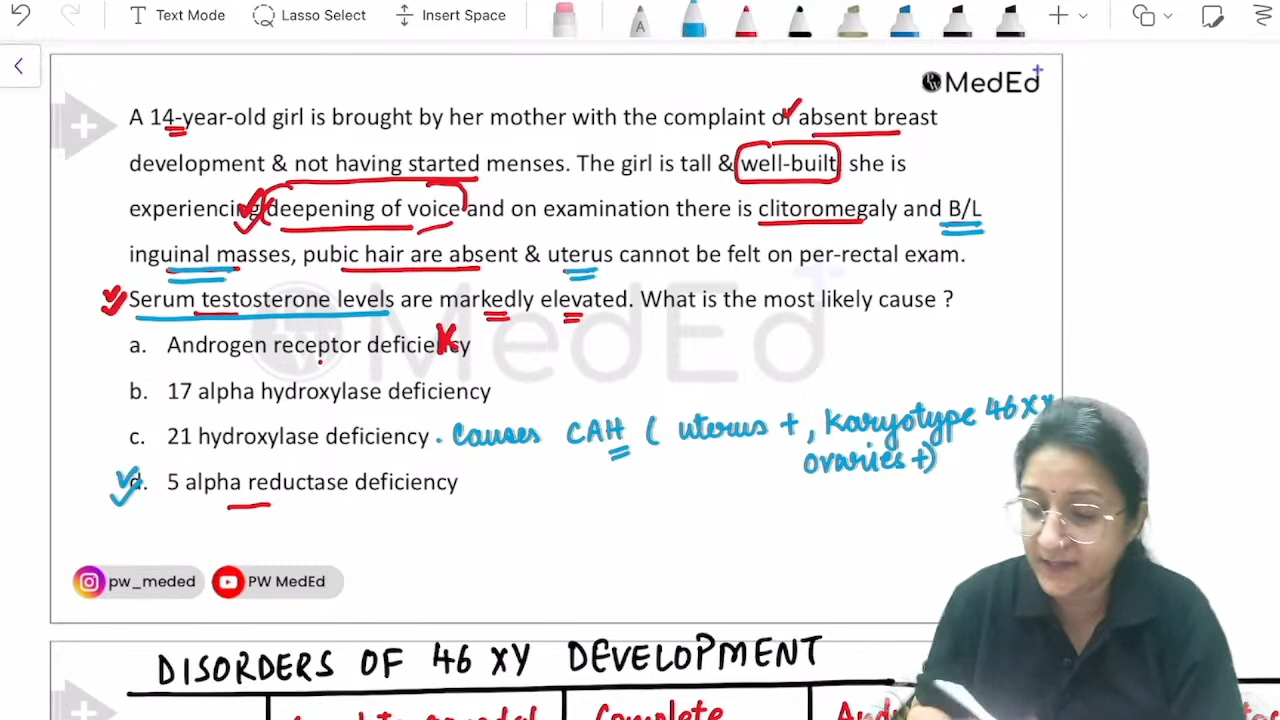 Text Mode Lasso Select Insert Space
MedEd
A 14-year-old girl is brought by her mother with the complaint of absent breast
development & not having started menses. The girl is tall & well-built she is
experiencing deepening of voice and on examination there is clitoromegaly and B/L
inguinal masses, pubic hair are absent & uterus cannot be felt on per-rectal exam.
Serum testosterone levels are markedly elevated. What is the most likely cause ?
a. Androgen receptor deficiency
b. 17 alpha hydroxylase deficiency
c. 21 hydroxylase deficiency . Causes CAH ( uterus +, Karyotype 46XX
ovaries +)
d. 5 alpha reductase deficiency
MedEd
pw_meded PW MedEd
DISORDERS OF 46 XY DEVELOPMENT
Complete